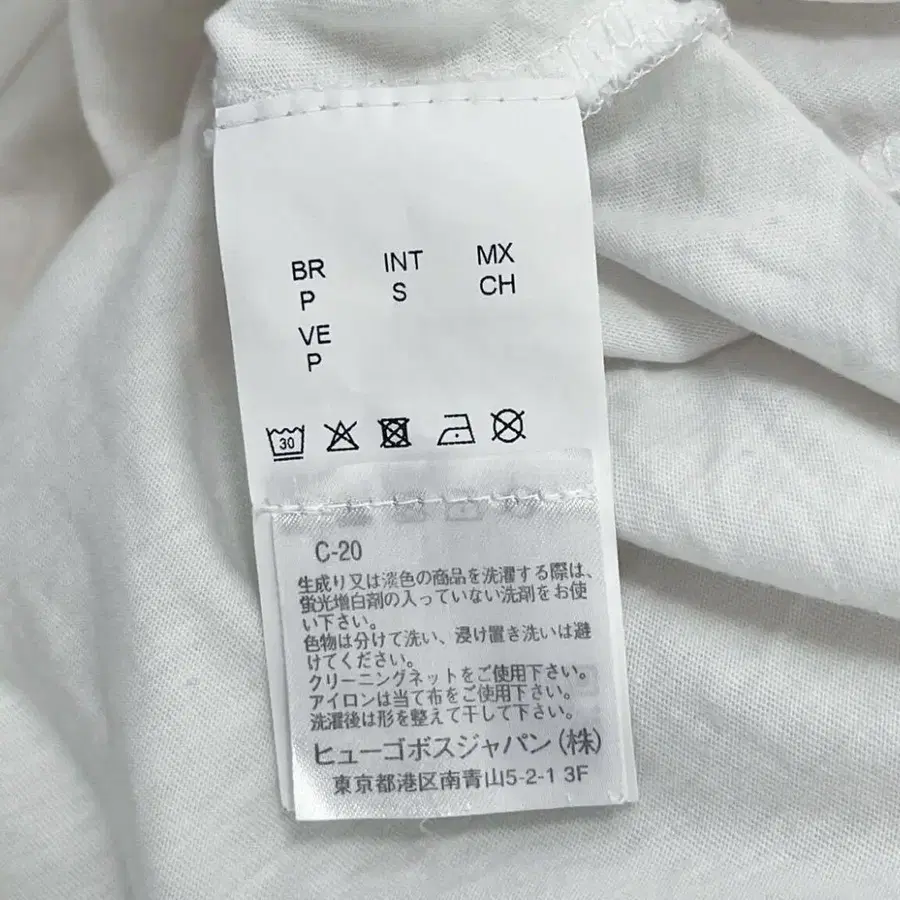 BR INT MX
P S CH
VE
P
30
C-20
生成り又は淡色の商品を洗濯する際は、
蛍光増白剤の入っていない洗剤をお使
い下さい。
色物は分けて洗い、浸け置き洗いは避
けてください。
クリーニングネットをご使用下さい。
アイロンは当て布をご使用下さい。
洗濯後は形を整えて干して下さい。
ヒューゴボスジャパン(株)
東京都港区南青山5-2-1 3F